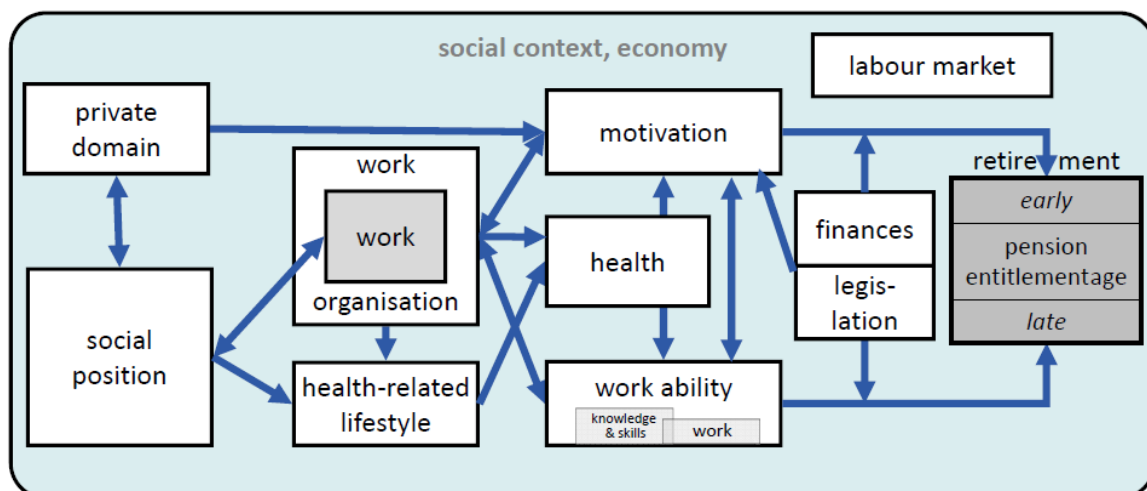 social context, economy
labour market
private
domain
motivation
work
work
organisation
retirement
early
pension
entitlementage
late
finances
legis-
lation
health
social
position
health-related
lifestyle
work ability
knowledge
& skills
work